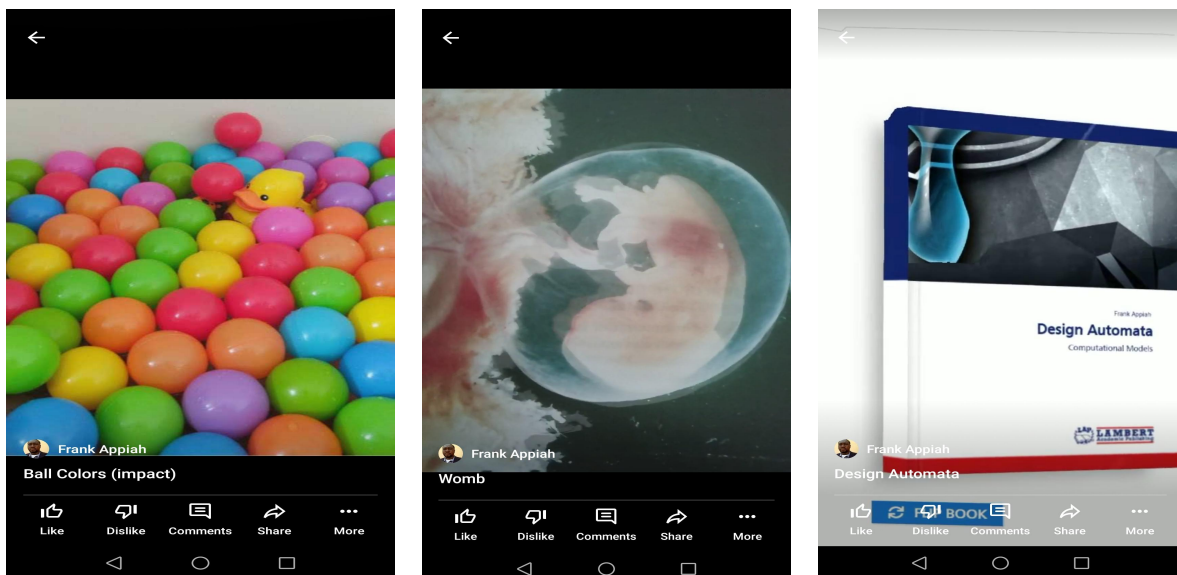 Frank Appiah
Ball Colors (impact)
Like Dislike Comments Share More
Frank Appiah
Womb
Like Dislike Comments Share More
Frank Appiah
Design Automata
Computational Models
LAP LAMBERT
Academic Publishing
Frank Appiah
Design Automata
BOOK
Like Dislike Comments Share More